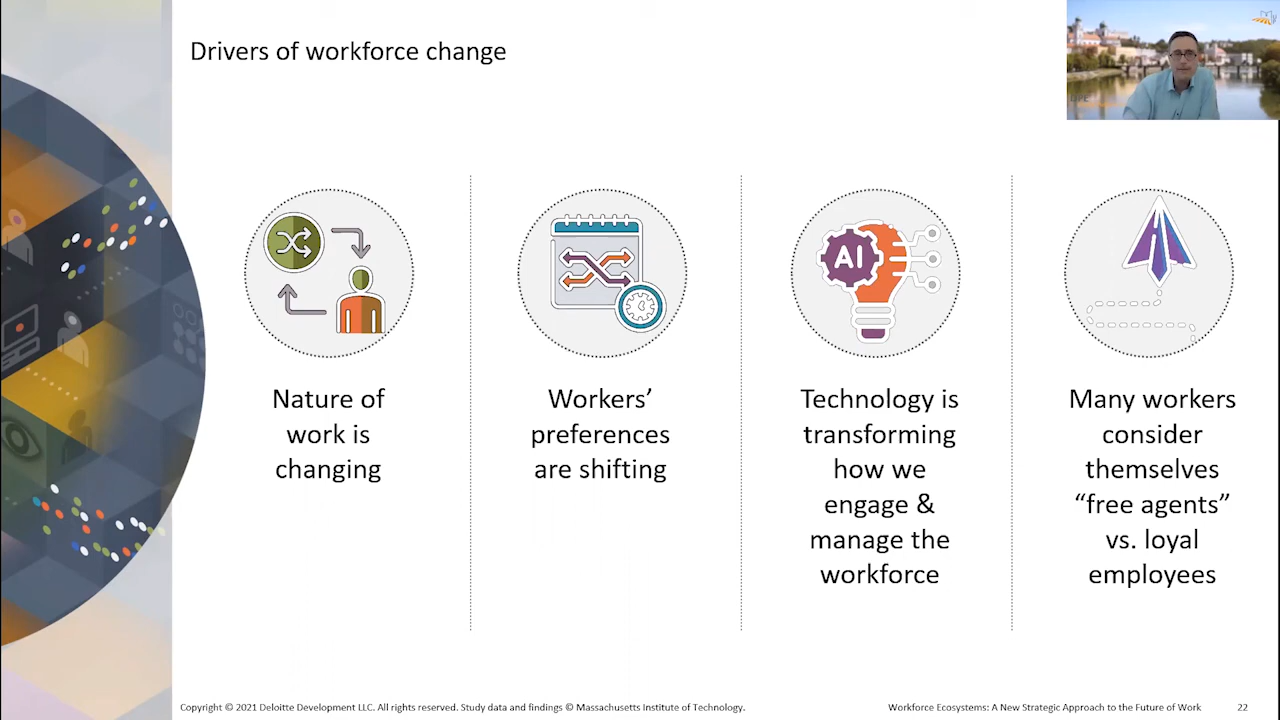 Drivers of workforce change
AI
Nature of
work is
changing
Workers’
preferences
are shifting
Technology is
transforming
how we
engage &
manage the
workforce
Many workers
consider
themselves
“free agents”
vs. loyal
employees
Copyright © 2021 Deloitte Development LLC. All rights reserved. Study data and findings © Massachusetts Institute of Technology.
Workforce Ecosystems: A New Strategic Approach to the Future of Work
22